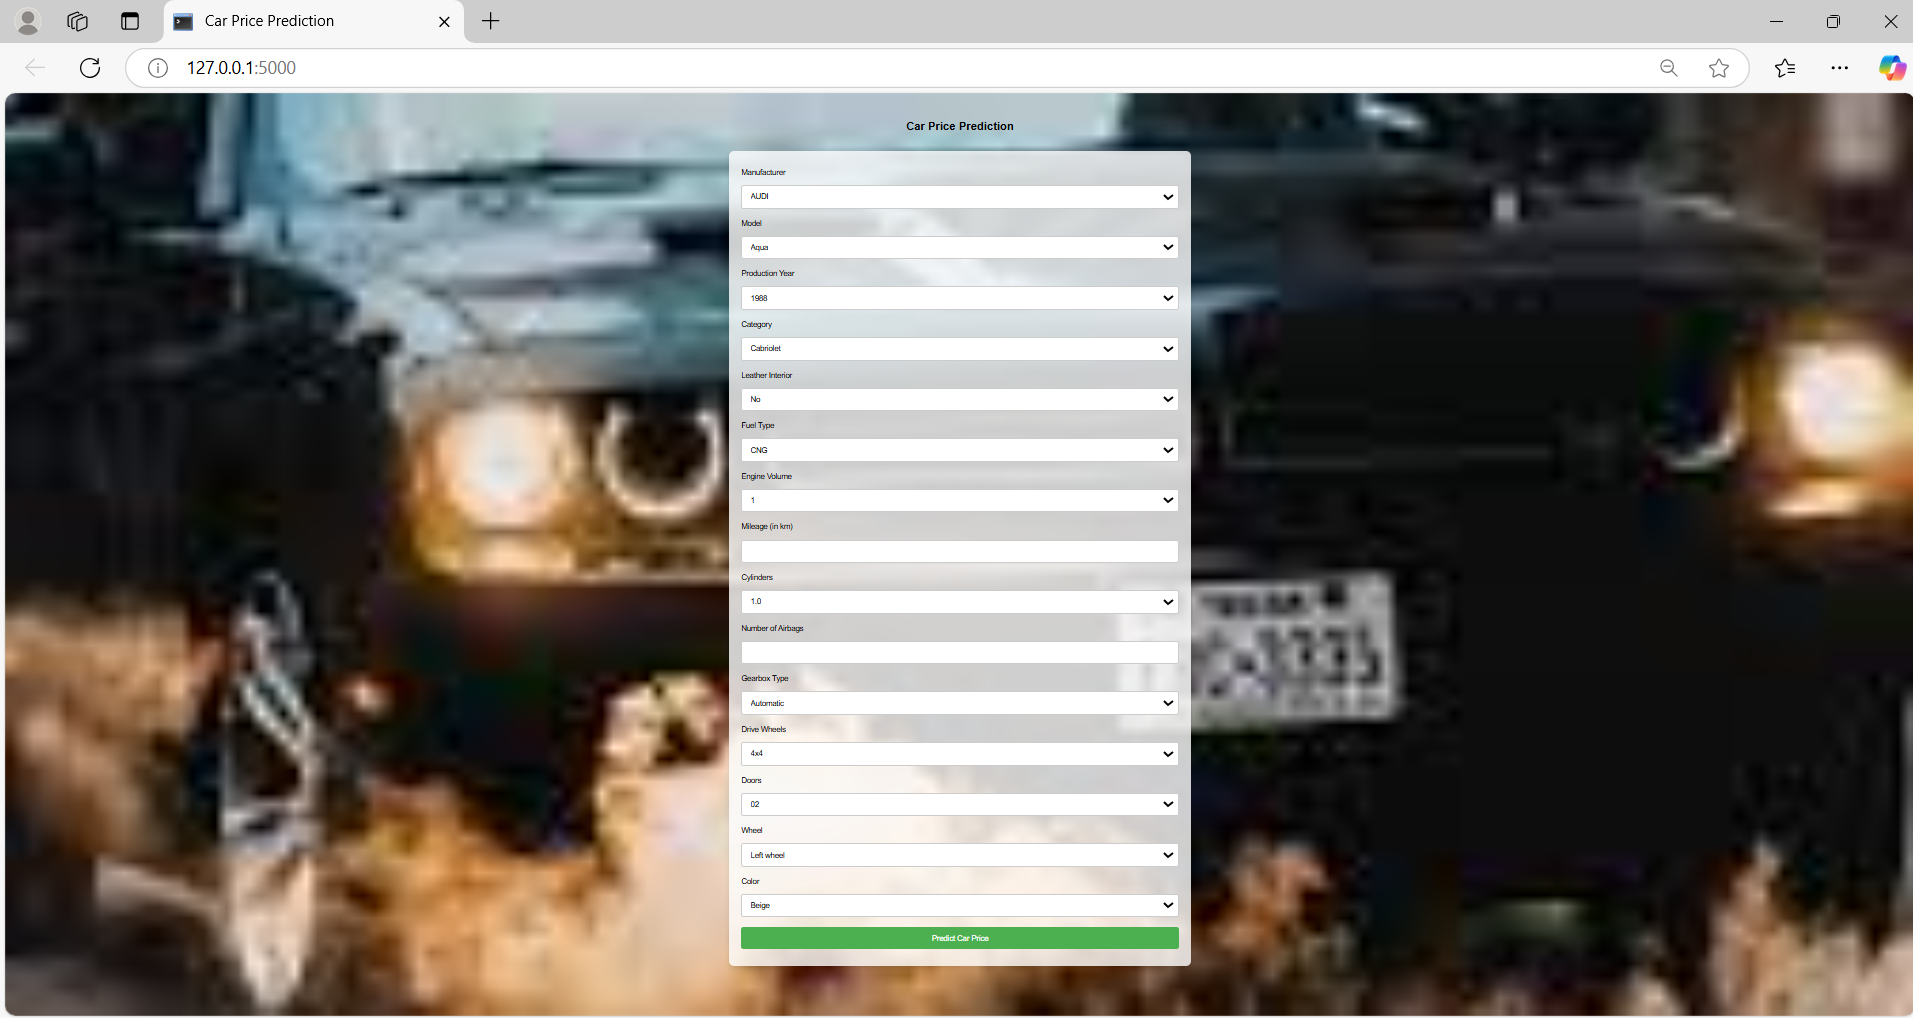 Car Price Prediction
127.0.0.1:5000
Car Price Prediction
Manufacturer
AUDI
Model
Aqua
Production Year
1988
Category
Cabriolet
Leather Interior
No
Fuel Type
CNG
Engine Volume
1
Mileage (in km)
Cylinders
1.0
Number of Airbags
Gearbox Type
Automatic
Drive Wheels
4x4
Doors
02
Wheel
Left wheel
Color
Beige
Predict Car Price